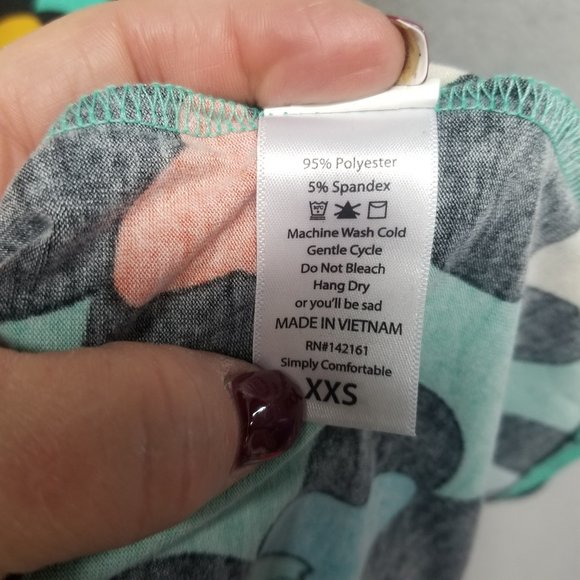 95% Polyester
5% Spandex
Machine Wash Cold
Gentle Cycle
Do Not Bleach
Hang Dry
or you'll be sad
MADE IN VIETNAM
RN#142161
Simply Comfortable
XXS